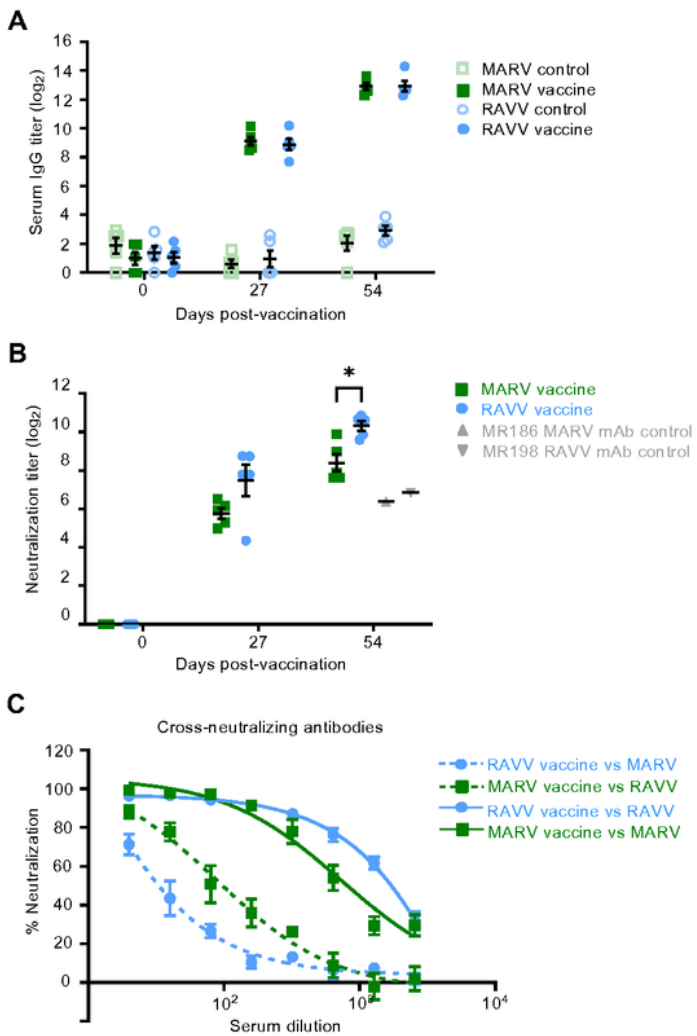 A
Serum IgG titer (log2)
16
14
12
10
8
6
4
2
0
0
27
54
Days post-vaccination
MARV control
MARV vaccine
RAVV control
RAVV vaccine
B
Neutralization titer (log2)
12
10
8
6
4
2
0
*
0
27
54
Days post-vaccination
MARV vaccine
RAVV vaccine
MR186 MARV mAb control
MR198 RAVV mAb control
C
Cross-neutralizing antibodies
% Neutralization
120
100
80
60
40
20
0
10²
10³
10⁴
Serum dilution
RAVV vaccine vs MARV
MARV vaccine vs RAVV
RAVV vaccine vs RAVV
MARV vaccine vs MARV